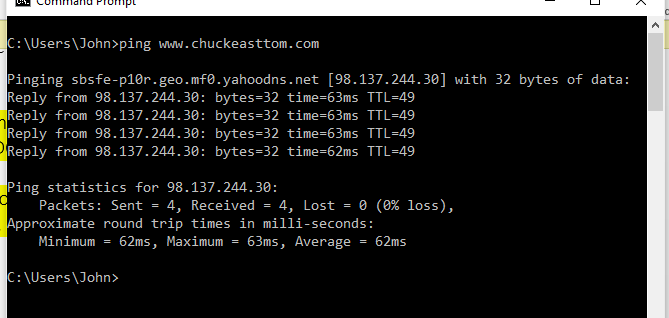 Command Prompt
C:\Users\John>ping www.chuckeasttom.com
Pinging sbsfe-p10r.geo.mf0.yahoodns.net [98.137.244.30] with 32 bytes of data:
Reply from 98.137.244.30: bytes=32 time=63ms TTL=49
Reply from 98.137.244.30: bytes=32 time=63ms TTL=49
Reply from 98.137.244.30: bytes=32 time=63ms TTL=49
Reply from 98.137.244.30: bytes=32 time=62ms TTL=49
Ping statistics for 98.137.244.30:
Packets: Sent = 4, Received = 4, Lost = 0 (0% loss),
Approximate round trip times in milli-seconds:
Minimum = 62ms, Maximum = 63ms, Average = 62ms
C:\Users\John>